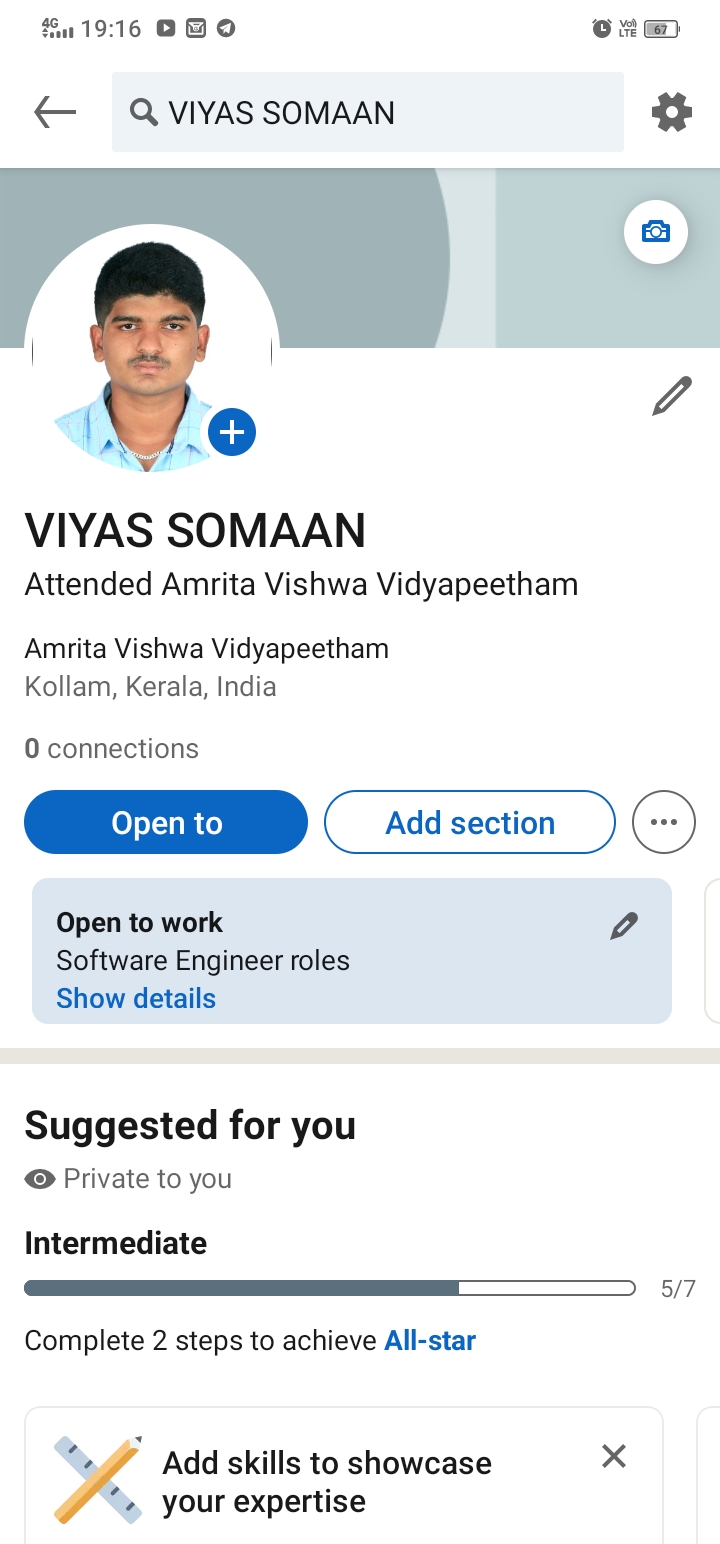 4G 19:16 Vo) LTE 67
VIYAS SOMAAN
VIYAS SOMAAN
Attended Amrita Vishwa Vidyapeetham
Amrita Vishwa Vidyapeetham
Kollam, Kerala, India
0 connections
Open to Add section
Open to work
Software Engineer roles
Show details
Suggested for you
Private to you
Intermediate
5/7
Complete 2 steps to achieve All-star
Add skills to showcase
your expertise